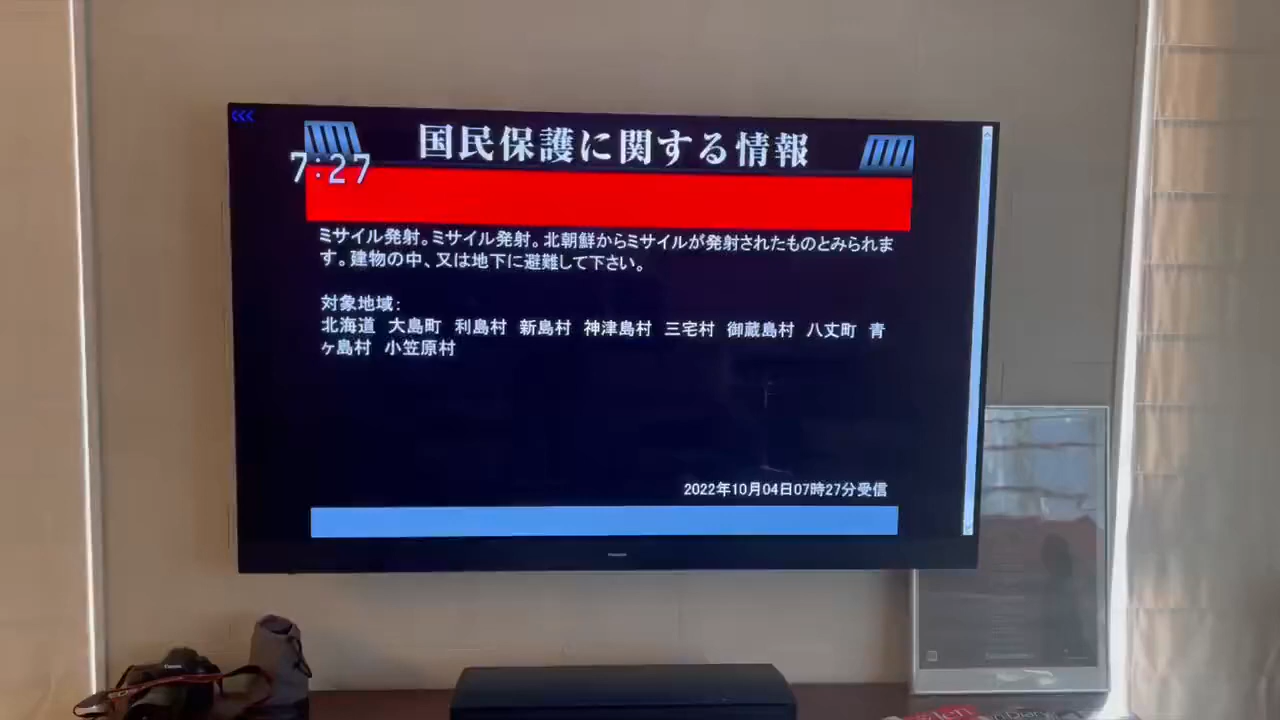 国民保護に関する情報
7:27
ミサイル発射。ミサイル発射。北朝鮮からミサイルが発射されたものとみられま
す。建物の中、又は地下に避難して下さい。
対象地域：
北海道 大島町 利島村 新島村 神津島村 三宅村 御蔵島村 八丈町 青
ヶ島村 小笠原村
2022年10月04日07時27分受信
Canon
EOS